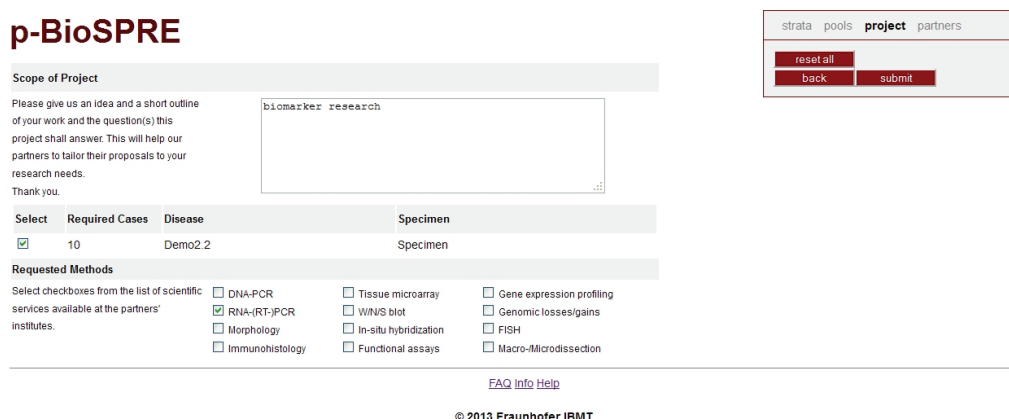 p-BioSPRE
strata pools project partners
reset all
back submit
Scope of Project
Please give us an idea and a short outline
of your work and the question(s) this
project shall answer. This will help our
partners to tailor their proposals to your
research needs.
Thank you.
biomarker research
Select Required Cases Disease Specimen
10 Demo2.2 Specimen
Requested Methods
Select checkboxes from the list of scientific
services available at the partners'
institutes.
DNA-PCR Tissue microarray Gene expression profiling
RNA-(RT-)PCR W/N/S blot Genomic losses/gains
Morphology In-situ hybridization FISH
Immunohistology Functional assays Macro-/Microdissection
FAQ Info Help
© 2013 Fraunhofer IBMT